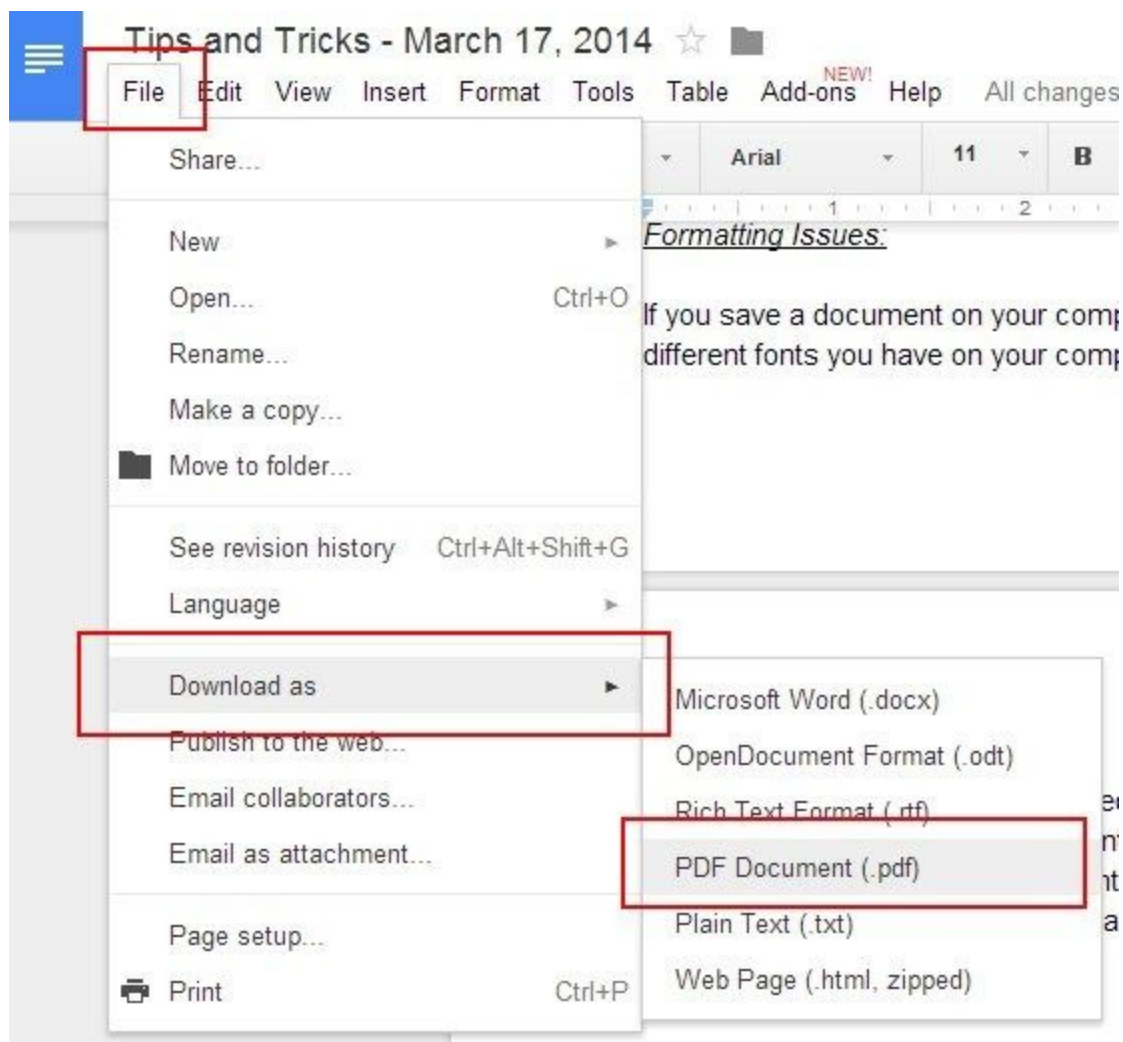 Tips and Tricks - March 17, 2014
NEW!
File Edit View Insert Format Tools Table Add-ons Help All changes
Arial 11 B
1 2
Share...
New
Open... Ctrl+O
Rename...
Make a copy...
Move to folder...
See revision history Ctrl+Alt+Shift+G
Language
Download as
Publish to the web...
Email collaborators...
Email as attachment...
Page setup...
Print Ctrl+P
Formatting Issues:
If you save a document on your
different fonts you have on your
Microsoft Word (.docx)
OpenDocument Format (.odt)
Rich Text Format (.rtf)
PDF Document (.pdf)
Plain Text (.txt)
Web Page (.html, zipped)